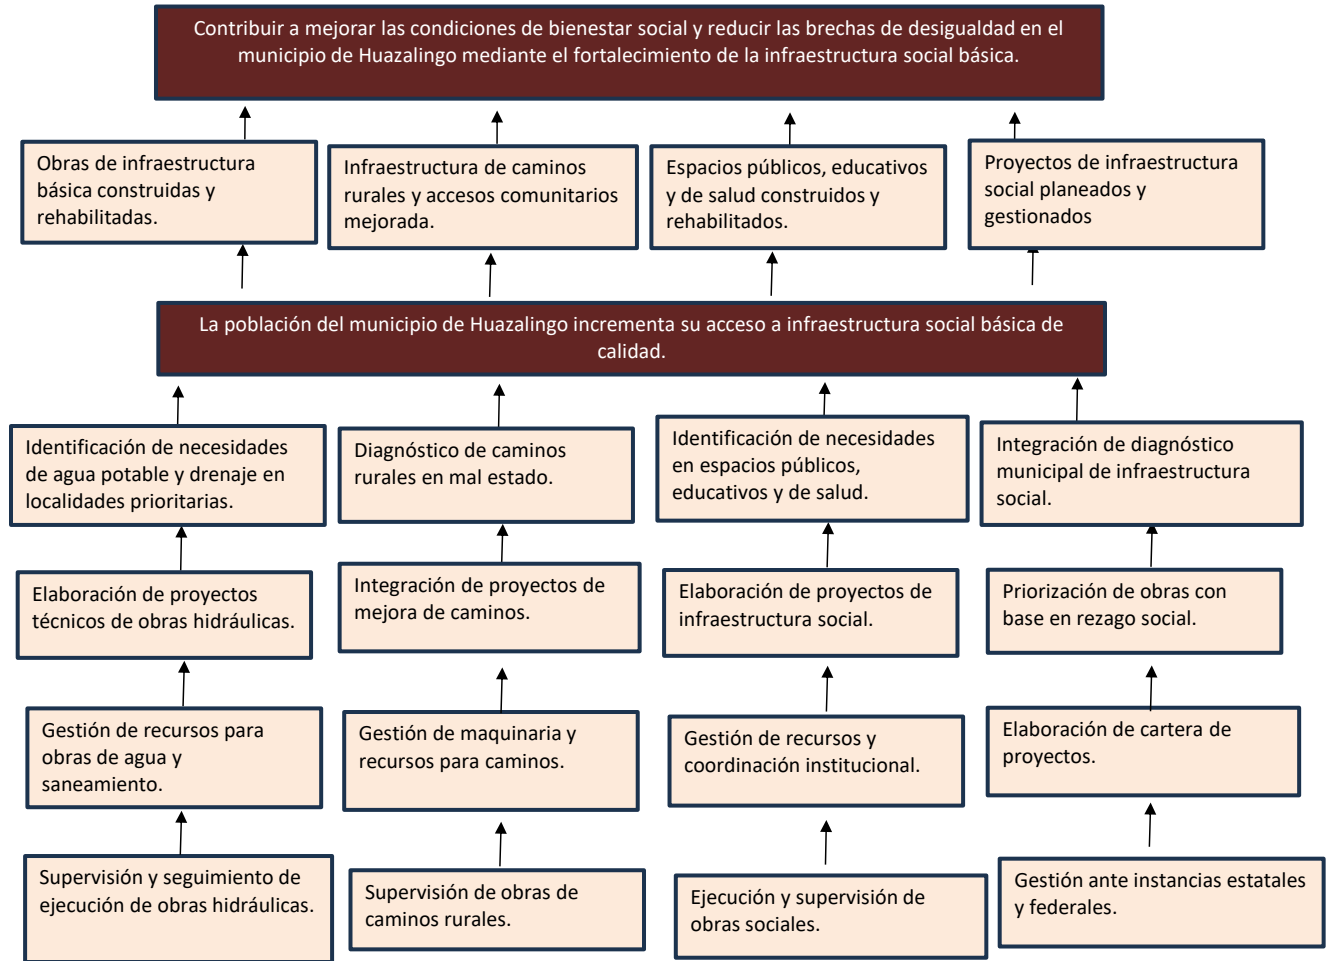 Contribuir a mejorar las condiciones de bienestar social y reducir las brechas de desigualdad en el
municipio de Huazalingo mediante el fortalecimiento de la infraestructura social básica.
Obras de infraestructura
básica construidas y
rehabilitadas.
Infraestructura de caminos
rurales y accesos comunitarios
mejorada.
Espacios públicos, educativos
y de salud construidos y
rehabilitados.
Proyectos de infraestructura
social planeados y
gestionados
La población del municipio de Huazalingo incrementa su acceso a infraestructura social básica de
calidad.
Identificación de necesidades
de agua potable y drenaje en
localidades prioritarias.
Diagnóstico de caminos
rurales en mal estado.
Identificación de necesidades
en espacios públicos,
educativos y de salud.
Integración de diagnóstico
municipal de infraestructura
social.
Elaboración de proyectos
técnicos de obras hidráulicas.
Integración de proyectos de
mejora de caminos.
Elaboración de proyectos de
infraestructura social.
Priorización de obras con
base en rezago social.
Gestión de recursos para
obras de agua y
saneamiento.
Gestión de maquinaria y
recursos para caminos.
Gestión de recursos y
coordinación institucional.
Elaboración de cartera de
proyectos.
Supervisión y seguimiento de
ejecución de obras hidráulicas.
Supervisión de obras de
caminos rurales.
Ejecución y supervisión de
obras sociales.
Gestión ante instancias estatales
y federales.